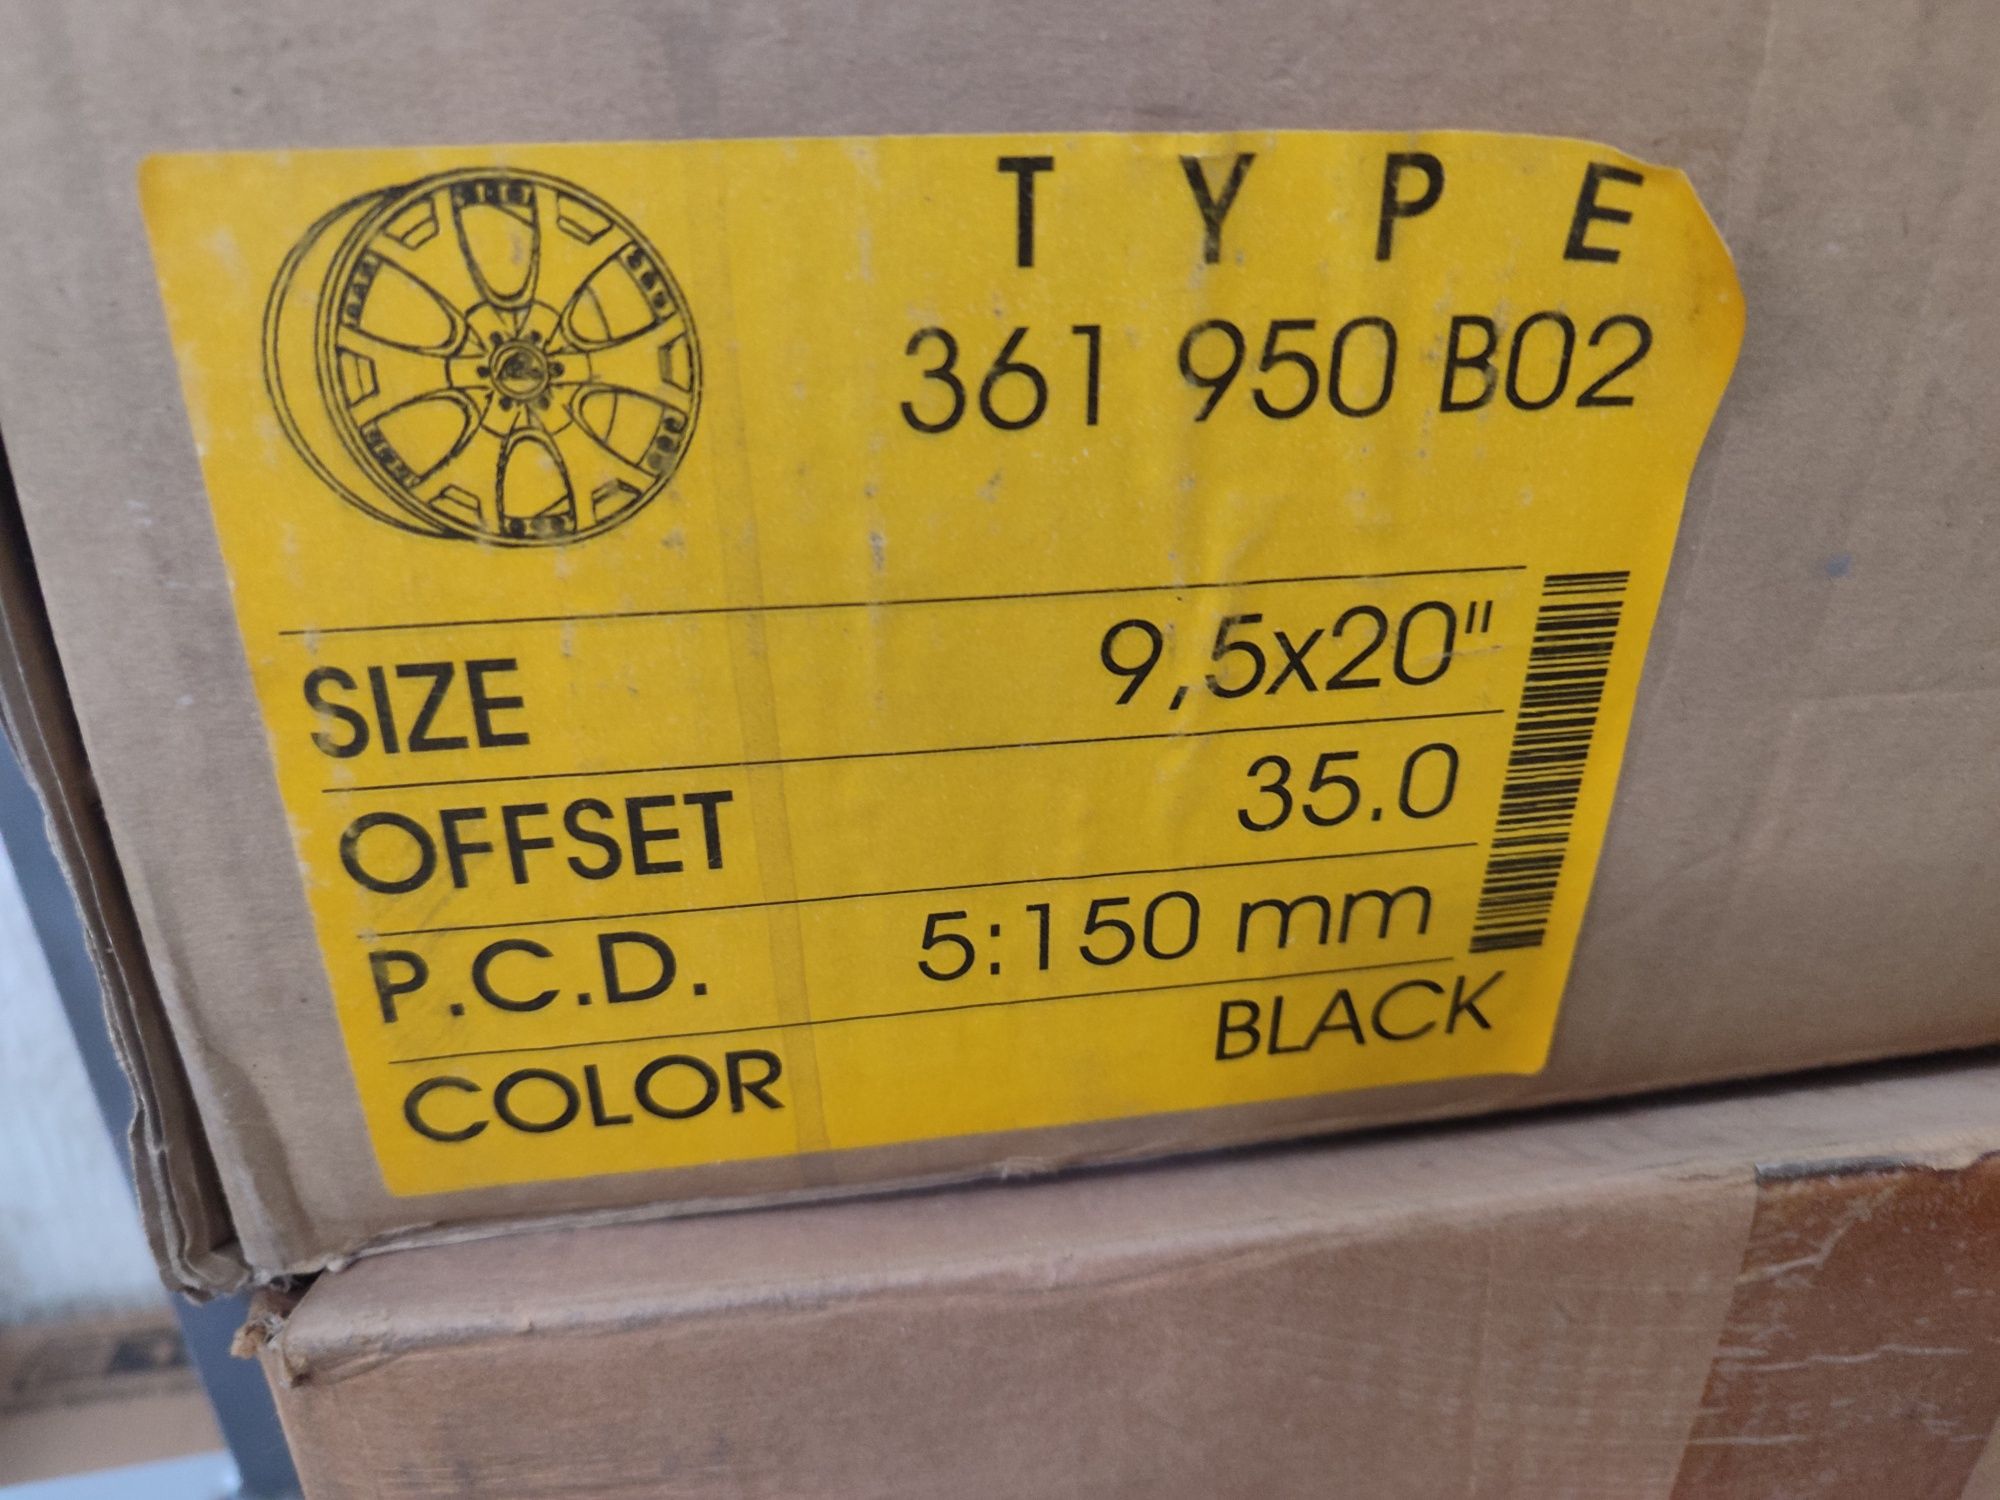 TYPE
361 950 B02
SIZE 9,5x20"
OFFSET 35.0
P.C.D. 5:150 mm
COLOR BLACK